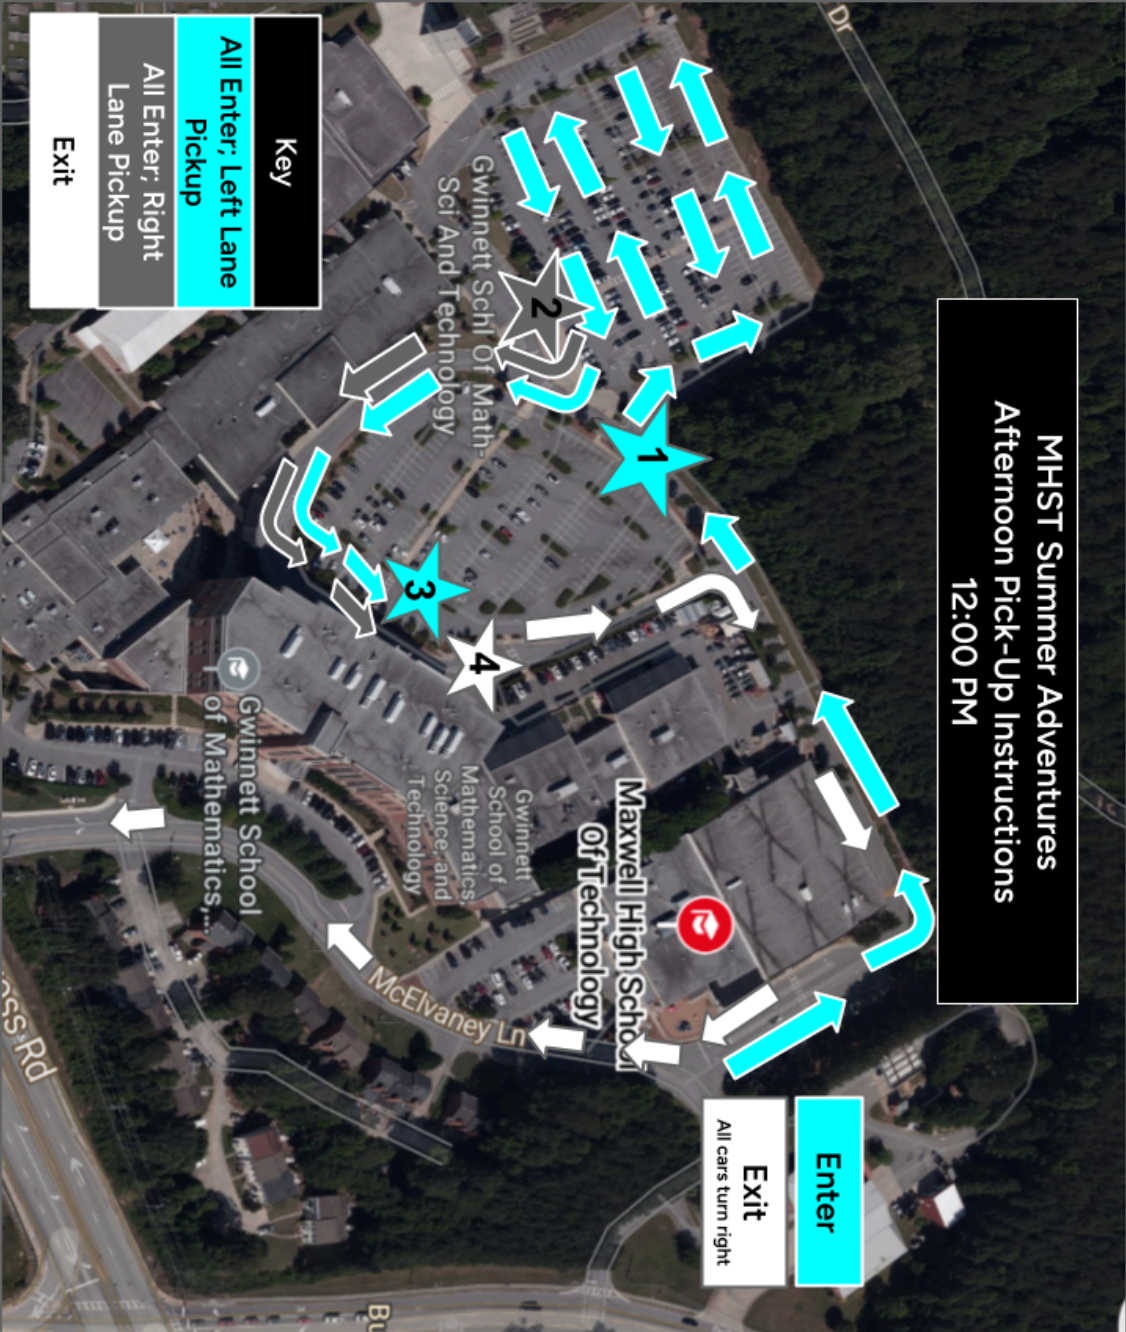 MHST Summer Adventures
Afternoon Pick-Up Instructions
12:00 PM
Key
All Enter; Left Lane
Pickup
All Enter; Right
Lane Pickup
Exit
Dr
Gwinnett Schl Of Math-
Sci And Technology
1
2
3
4
Gwinnett School
of Mathematics,...
Gwinnett
School of
Mathematics,
Science, and
Technology
Maxwell High School
Of Technology
McElvaney Ln
Enter
Exit
All cars turn right